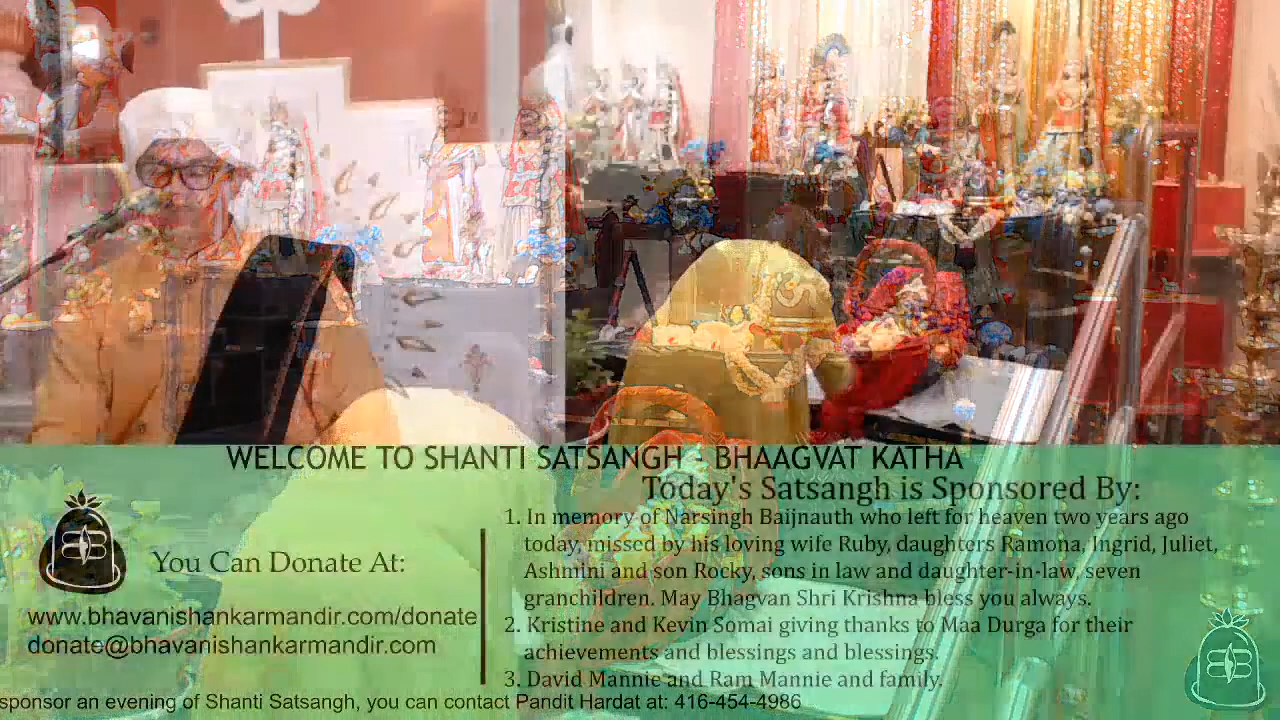 WELCOME TO SHANTI SATSANGH - BHAAGVAT KATHA
Today's Satsangh is Sponsored By:
1. In memory of Narsingh Baijnauth who left for heaven two years ago
today, missed by his loving wife Ruby, daughters Ramona, Ingrid, Juliet,
Ashmini and son Rocky, sons in law and daughter-in-law, seven
granchildren. May Bhagvan Shri Krishna bless you always.
2. Kristine and Kevin Somai giving thanks to Maa Durga for their
achievements and blessings and blessings.
3. David Mannie and Ram Mannie and family.
You Can Donate At:
www.bhavanishankarmandir.com/donate
donate@bhavanishankarmandir.com
sponsor an evening of Shanti Satsangh, you can contact Pandit Hardat at: 416-454-4986